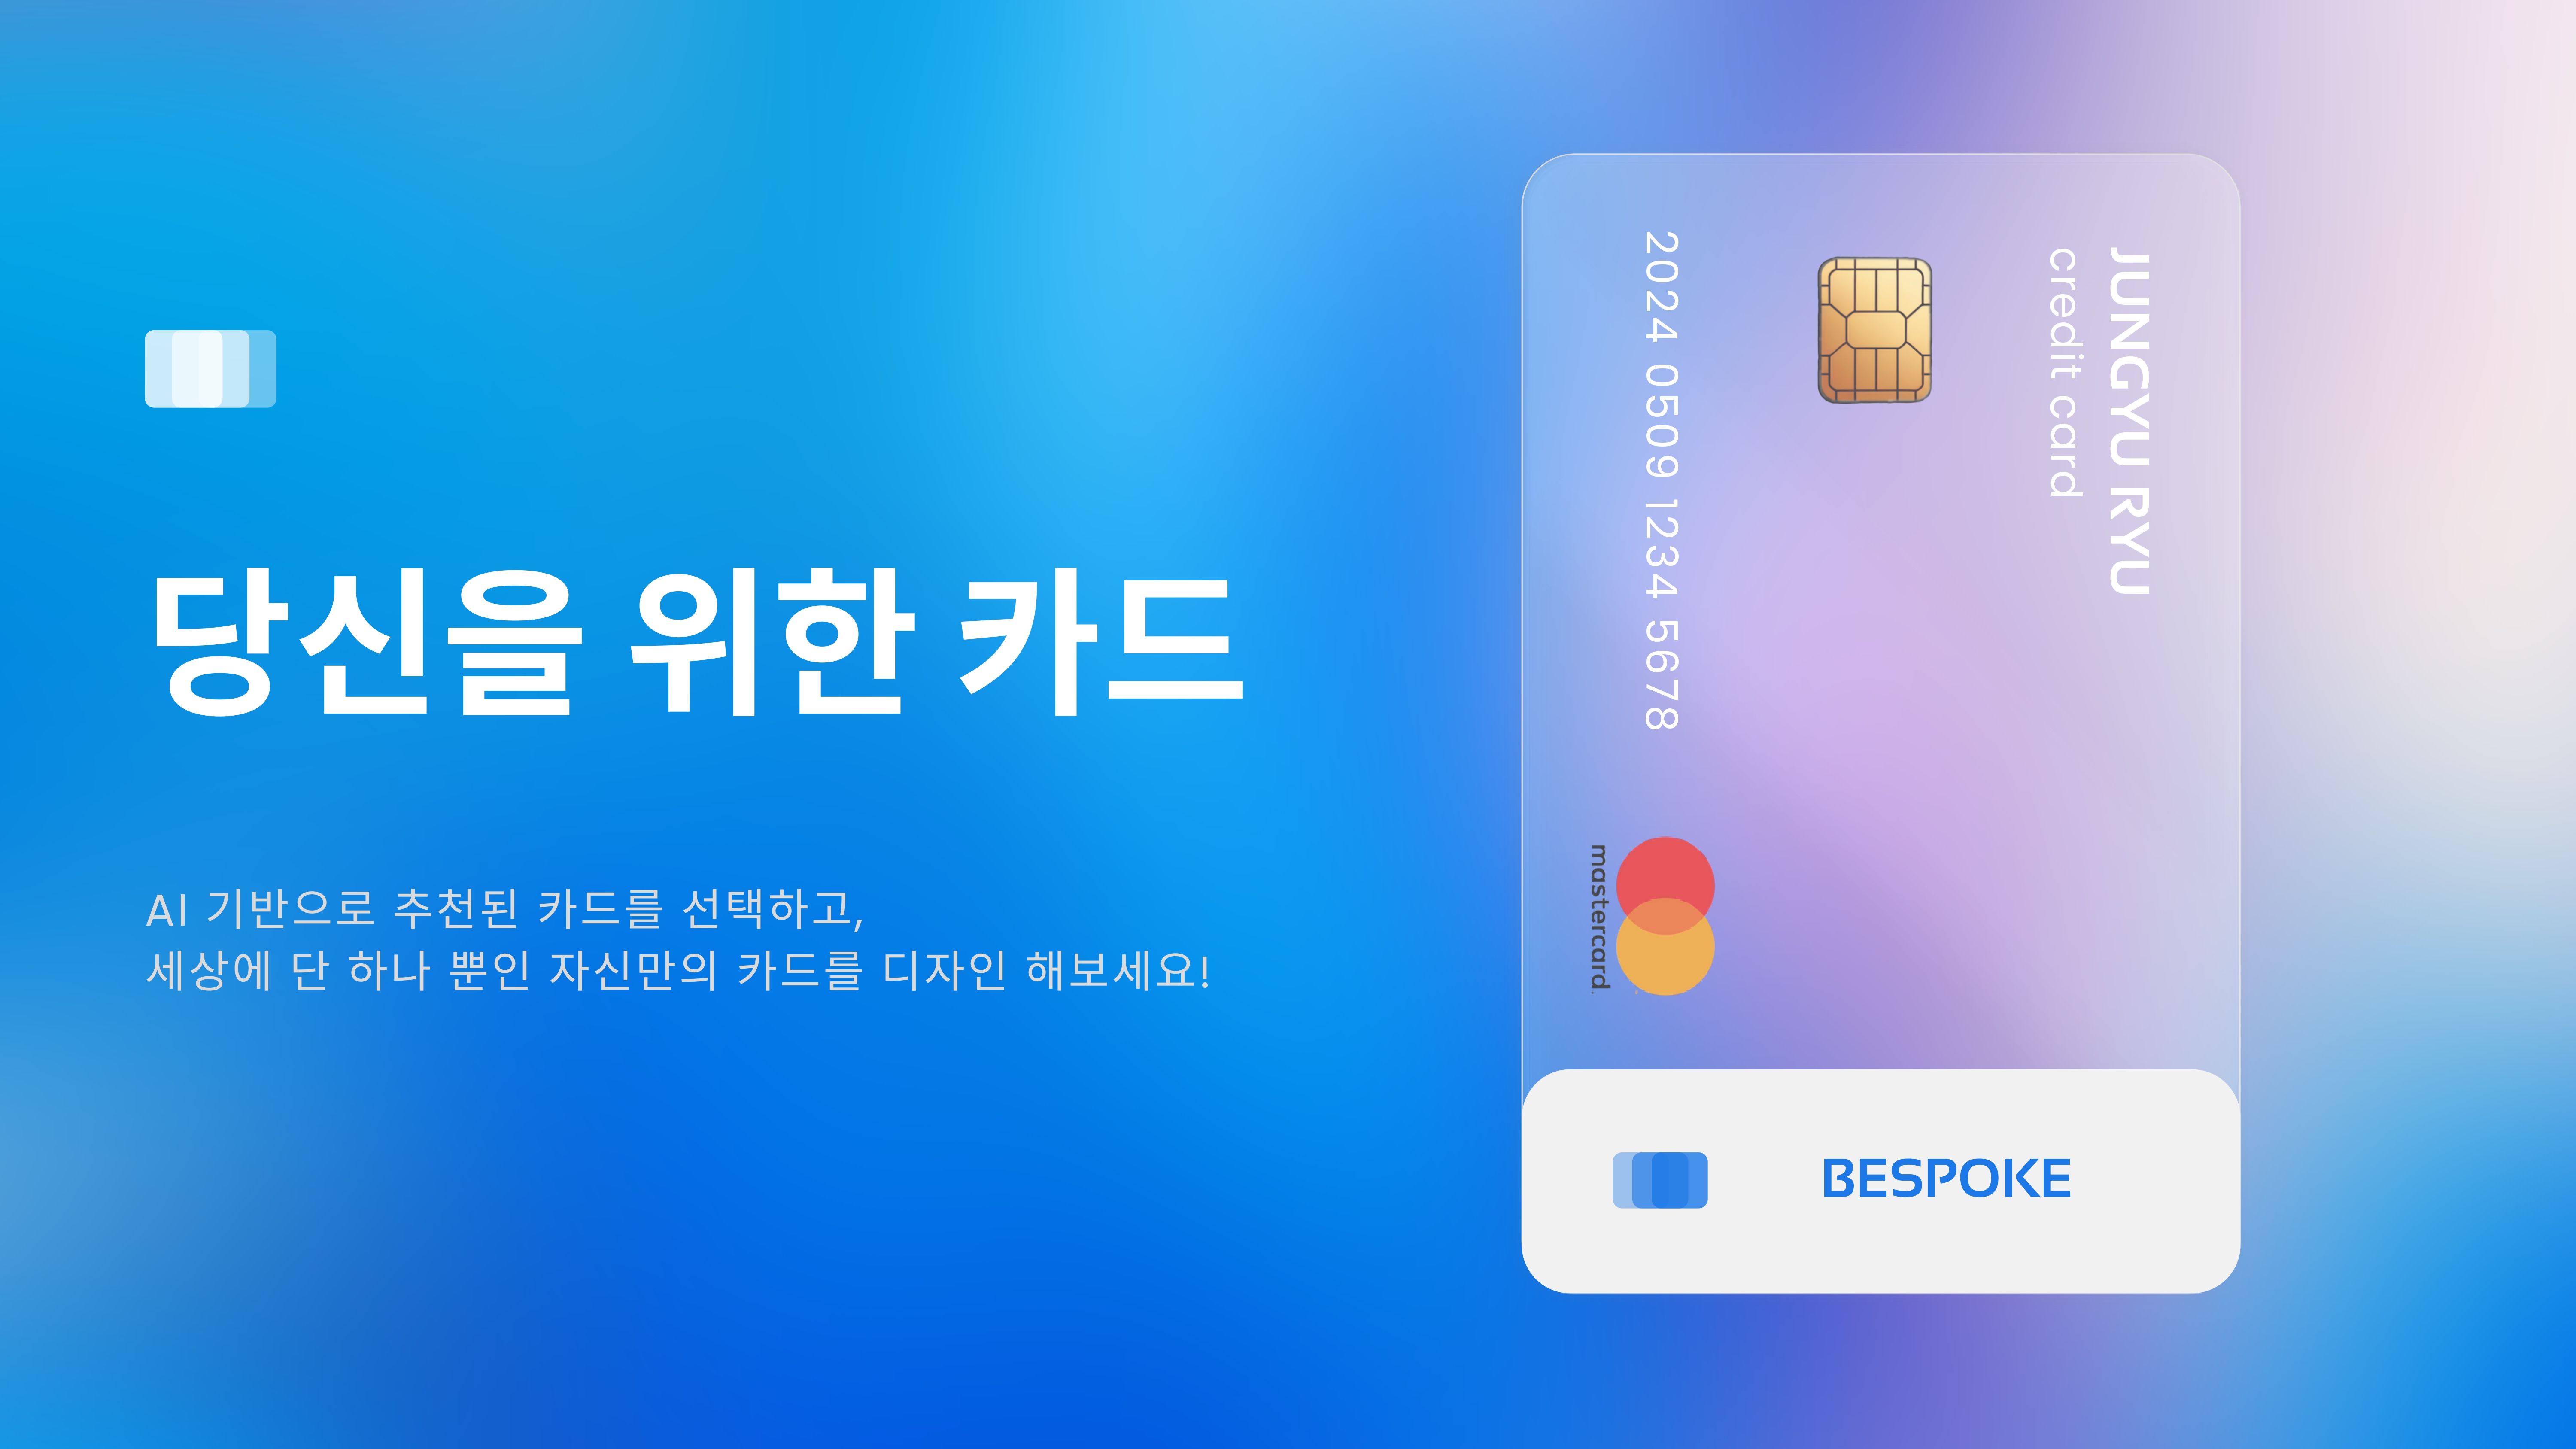 당신을 위한 카드
AI 기반으로 추천된 카드를 선택하고,
세상에 단 하나 뿐인 자신만의 카드를 디자인 해보세요!
JUNGYU RYU
credit card
2024 0509 1234 5678
mastercard.
BESPOKE